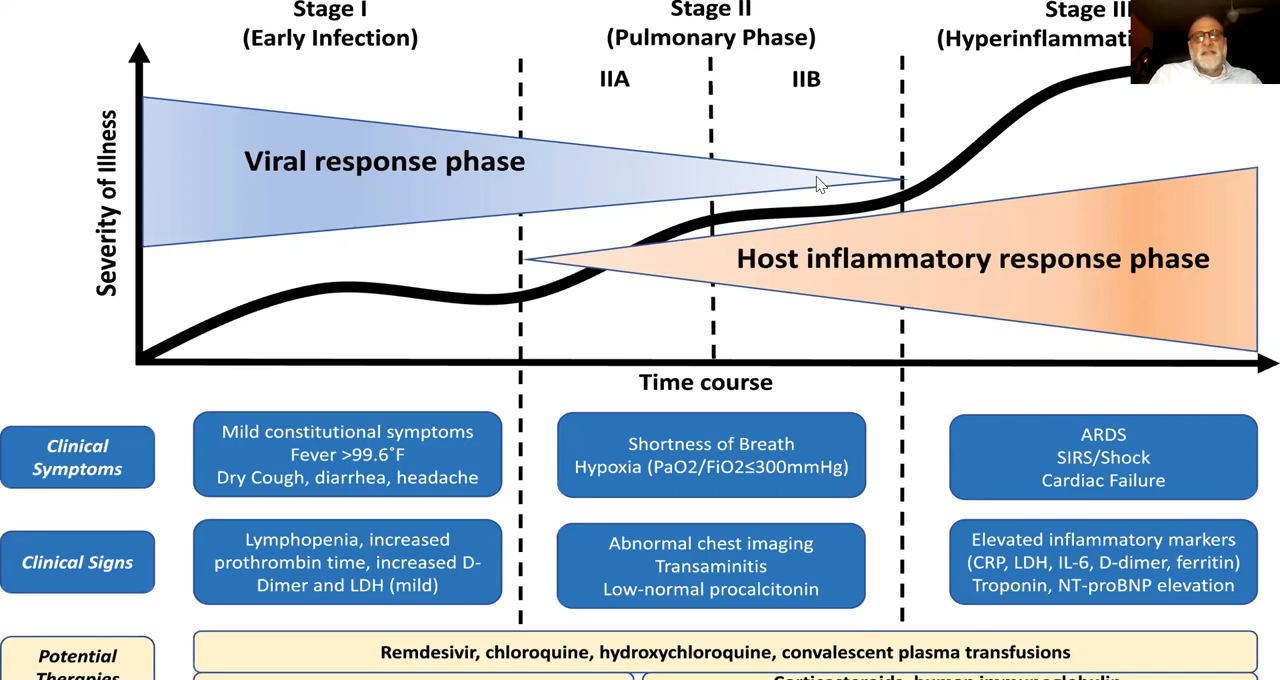 Stage I
(Early Infection)
Stage II
(Pulmonary Phase)
Stage III
(Hyperinflammati
IIA
IIB
Severity of Illness
Viral response phase
Host inflammatory response phase
Time course
Clinical
Symptoms
Mild constitutional symptoms
Fever >99.6°F
Dry Cough, diarrhea, headache
Shortness of Breath
Hypoxia (PaO2/FiO2≤300mmHg)
ARDS
SIRS/Shock
Cardiac Failure
Clinical Signs
Lymphopenia, increased
prothrombin time, increased D-
Dimer and LDH (mild)
Abnormal chest imaging
Transaminitis
Low-normal procalcitonin
Elevated inflammatory markers
(CRP, LDH, IL-6, D-dimer, ferritin)
Troponin, NT-proBNP elevation
Potential
Therapies
Remdesivir, chloroquine, hydroxychloroquine, convalescent plasma transfusions
Corticosteroids, human immunoglobulin